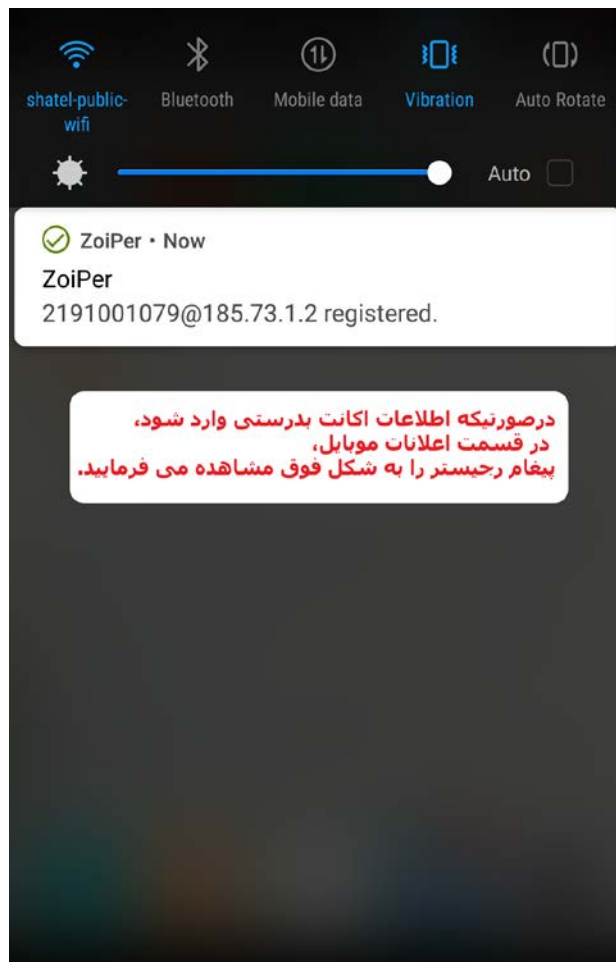 shatel-public-
wifi
Bluetooth
Mobile data
Vibration
Auto Rotate
Auto
ZoiPer • Now
ZoiPer
2191001079@185.73.1.2 registered.
درصورتیکه اطلاعات اکانت بدرستی وارد شود،
در قسمت اعلانات موبایل،
پیغام رجیستر را به شکل فوق مشاهده می فرمایید.